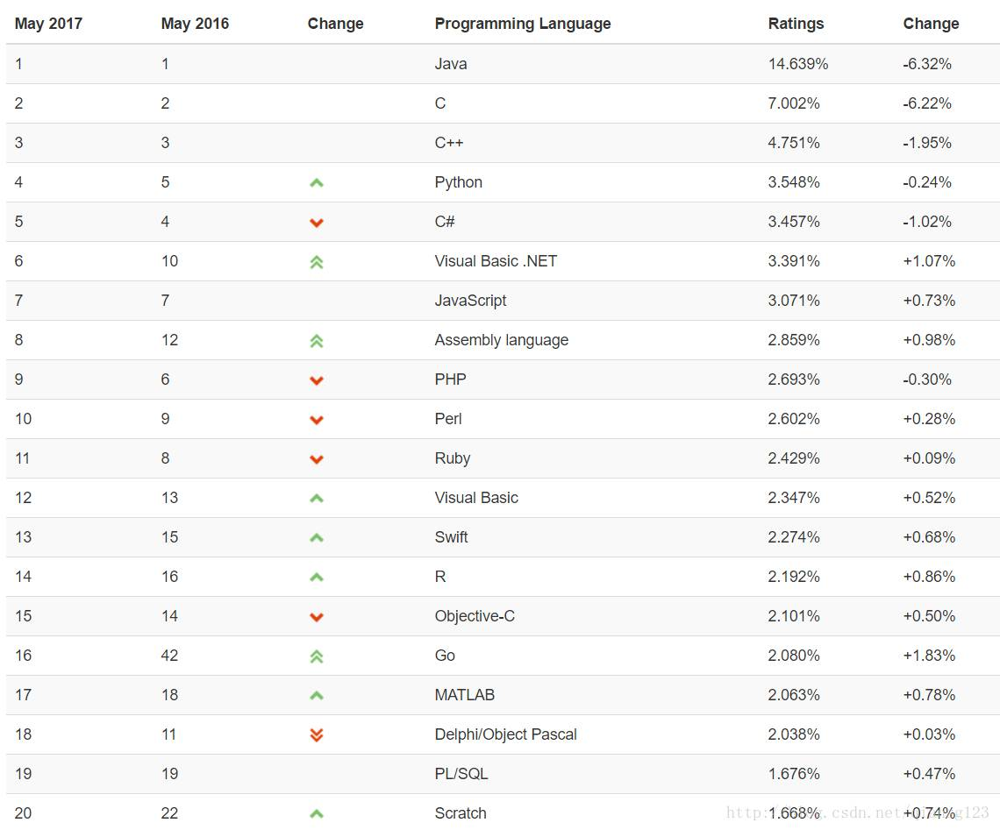 May 2017 May 2016 Change Programming Language Ratings Change
1 1 Java 14.639% -6.32%
2 2 C 7.002% -6.22%
3 3 C++ 4.751% -1.95%
4 5 Python 3.548% -0.24%
5 4 C# 3.457% -1.02%
6 10 Visual Basic .NET 3.391% +1.07%
7 7 JavaScript 3.071% +0.73%
8 12 Assembly language 2.859% +0.98%
9 6 PHP 2.693% -0.30%
10 9 Perl 2.602% +0.28%
11 8 Ruby 2.429% +0.09%
12 13 Visual Basic 2.347% +0.52%
13 15 Swift 2.274% +0.68%
14 16 R 2.192% +0.86%
15 14 Objective-C 2.101% +0.50%
16 42 Go 2.080% +1.83%
17 18 MATLAB 2.063% +0.78%
18 11 Delphi/Object Pascal 2.038% +0.03%
19 19 PL/SQL 1.676% +0.47%
20 22 Scratch 1.668% +0.74%